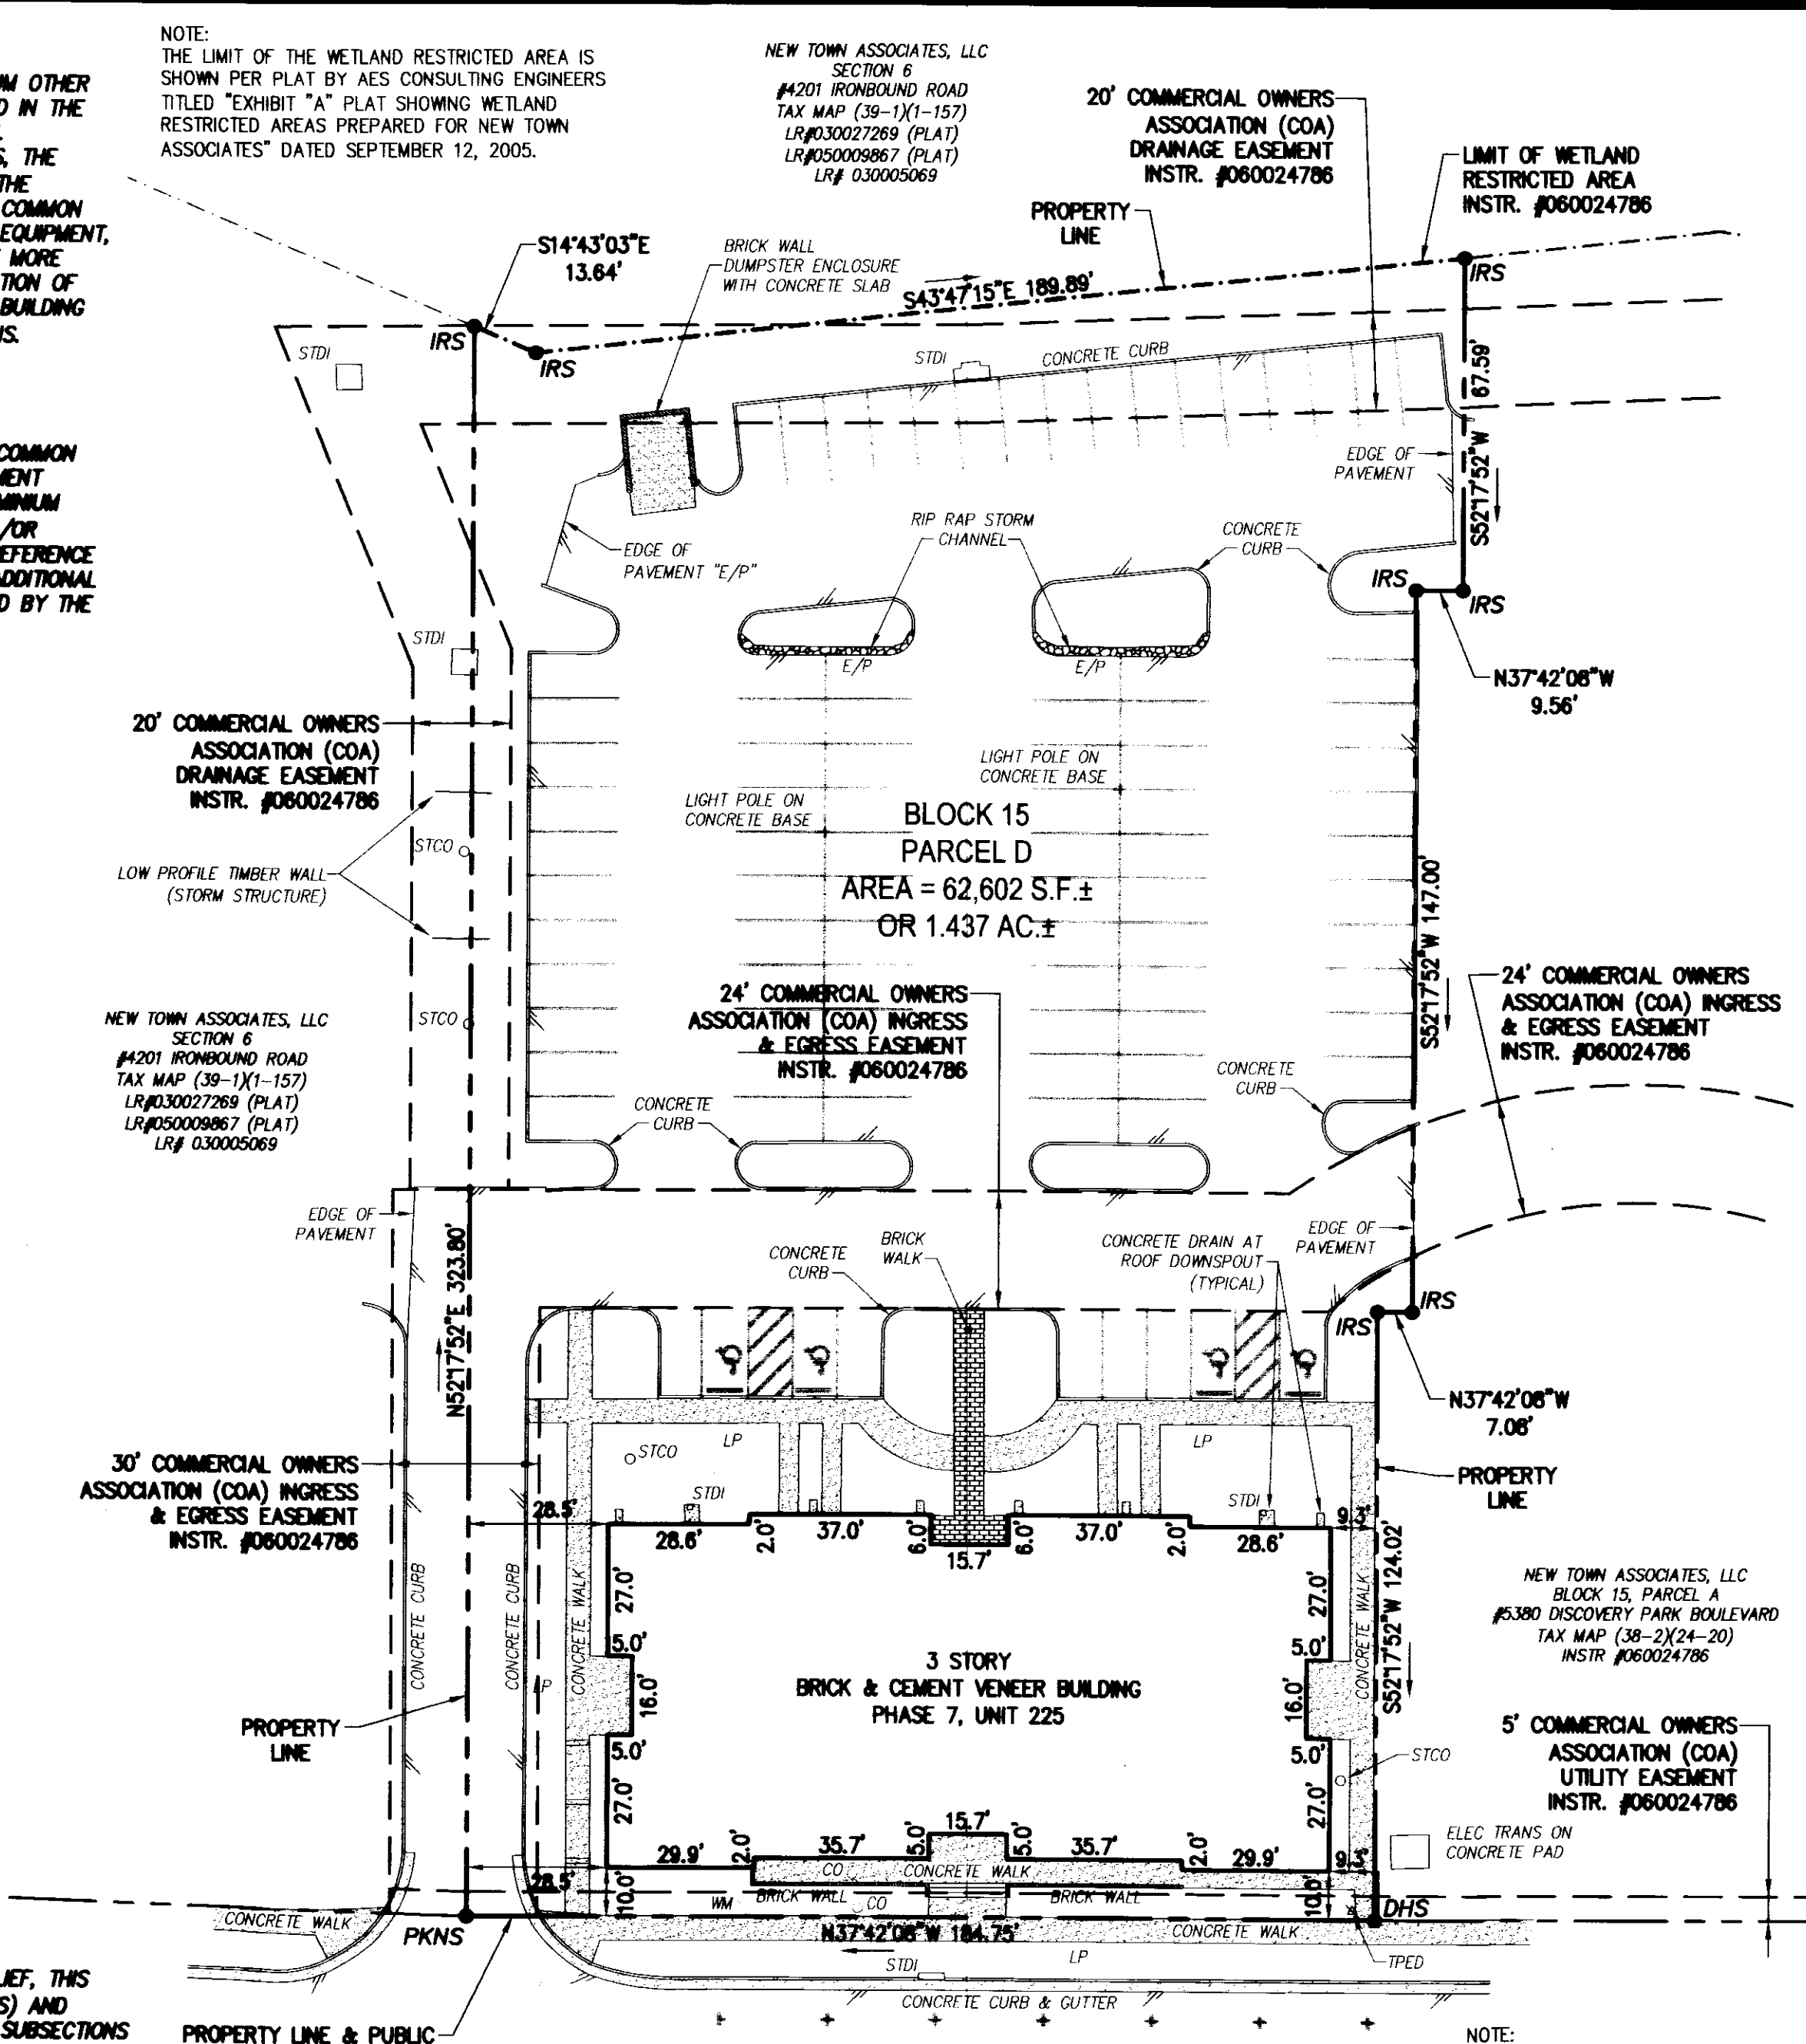 NOTE:
THE LIMIT OF THE WETLAND RESTRICTED AREA IS
SHOWN PER PLAT BY AES CONSULTING ENGINEERS
TITLED "EXHIBIT "A" PLAT SHOWING WETLAND
RESTRICTED AREAS PREPARED FOR NEW TOWN
ASSOCIATES" DATED SEPTEMBER 12, 2005.
OTHER
IN THE
THE
THE
COMMON
EQUIPMENT,
MORE
OF
BUILDING
COMMON
/OR
BY THE
NEW TOWN ASSOCIATES, LLC
SECTION 6
#4201 IRONBOUND ROAD
TAX MAP (39-1)(1-157)
LR#030027269 (PLAT)
LR#050009867 (PLAT)
LR# 030005069
20' COMMERCIAL OWNERS
ASSOCIATION (COA)
DRAINAGE EASEMENT
INSTR. #060024786
LIMIT OF WETLAND
RESTRICTED AREA
INSTR. #060024786
PROPERTY
LINE
S14°43'03"E
13.64'
BRICK WALL
DUMPSTER ENCLOSURE
WITH CONCRETE SLAB
S43°47'15"E 189.89'
IRS
IRS
IRS
STDI
STDI
CONCRETE CURB
S52°17'52"W 67.59'
EDGE OF
PAVEMENT
RIP RAP STORM
CHANNEL
CONCRETE
CURB
EDGE OF
PAVEMENT "E/P"
IRS
IRS
STDI
E/P
E/P
N37°42'08"W
9.56'
20' COMMERCIAL OWNERS
ASSOCIATION (COA)
DRAINAGE EASEMENT
INSTR. #060024786
LIGHT POLE ON
CONCRETE BASE
LIGHT POLE ON
CONCRETE BASE
BLOCK 15
PARCEL D
AREA = 62,602 S.F.±
OR 1.437 AC.±
STCO
LOW PROFILE TIMBER WALL
(STORM STRUCTURE)
S52°17'52"W 147.00'
24' COMMERCIAL OWNERS
ASSOCIATION (COA) INGRESS
& EGRESS EASEMENT
INSTR. #060024786
24' COMMERCIAL OWNERS
ASSOCIATION (COA) INGRESS
& EGRESS EASEMENT
INSTR. #060024786
STCO
NEW TOWN ASSOCIATES, LLC
SECTION 6
#4201 IRONBOUND ROAD
TAX MAP (39-1)(1-157)
LR#030027269 (PLAT)
LR#050009867 (PLAT)
LR# 030005069
CONCRETE
CURB
CONCRETE
CURB
EDGE OF
PAVEMENT
N52°17'52"E 323.80'
CONCRETE
CURB
BRICK
WALK
CONCRETE DRAIN AT
ROOF DOWNSPOUT
(TYPICAL)
EDGE OF
PAVEMENT
IRS
IRS
N37°42'08"W
7.08'
LP
LP
STCO
PROPERTY
LINE
30' COMMERCIAL OWNERS
ASSOCIATION (COA) INGRESS
& EGRESS EASEMENT
INSTR. #060024786
STDI
STDI
28.5'
28.6'
2.0'
37.0'
6.0'
15.7'
6.0'
37.0'
2.0'
28.6'
9.3'
CONCRETE CURB
CONCRETE CURB
CONCRETE WALK
LP
27.0'
5.0'
16.0'
5.0'
27.0'
3 STORY
BRICK & CEMENT VENEER BUILDING
PHASE 7, UNIT 225
27.0'
5.0'
16.0'
5.0'
27.0'
CONCRETE WALK
S52°17'52"W 124.02'
NEW TOWN ASSOCIATES, LLC
BLOCK 15, PARCEL A
#5380 DISCOVERY PARK BOULEVARD
TAX MAP (38-2)(24-20)
INSTR #060024786
PROPERTY
LINE
STCO
5' COMMERCIAL OWNERS
ASSOCIATION (COA)
UTILITY EASEMENT
INSTR. #060024786
ELEC TRANS ON
CONCRETE PAD
29.9'
2.0'
35.7'
5.0'
15.7'
5.0'
35.7'
2.0'
29.9'
CO
CONCRETE WALK
28.5'
10.0'
WM
BRICK WALL
CO
BRICK WALL
10.0'
DHS
CONCRETE WALK
PKNS
N37°42'08"W 184.75'
CONCRETE WALK
STDI
LP
TPED
CONCRETE CURB & GUTTER
THIS
AND
SUBSECTIONS
PROPERTY LINE & PUBLIC
NOTE: